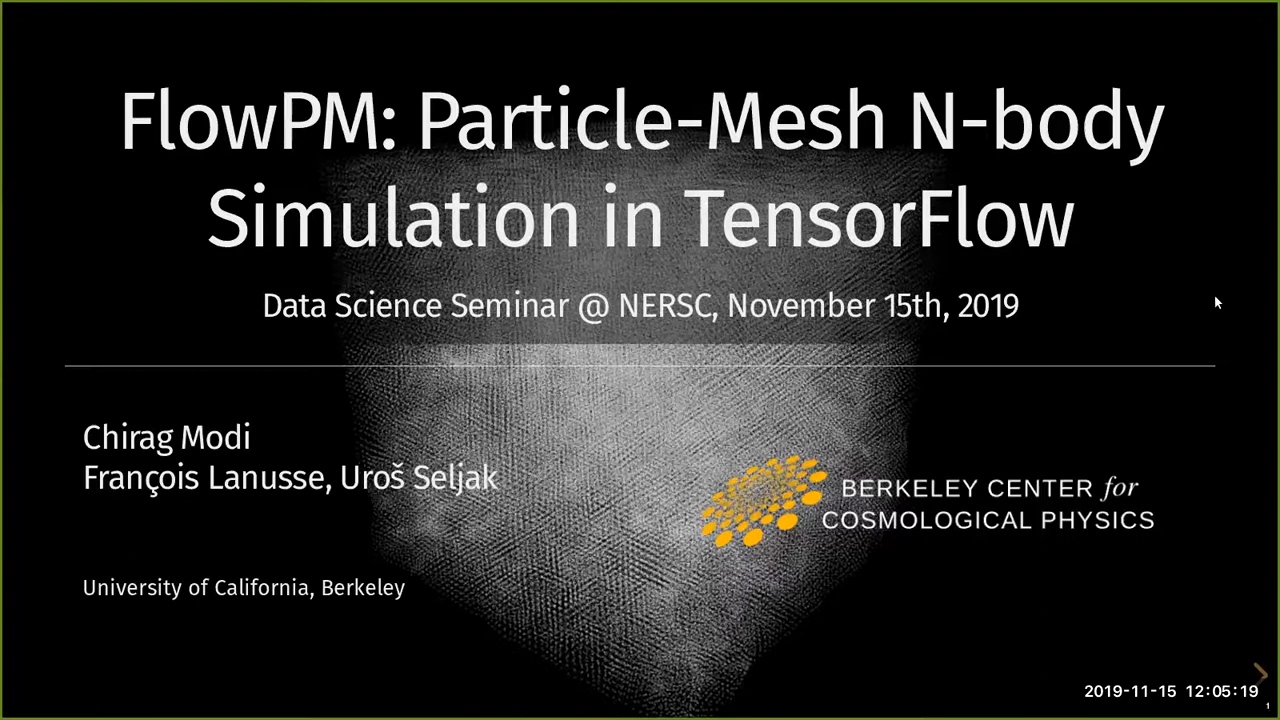 FlowPM: Particle-Mesh N-body
Simulation in TensorFlow
Data Science Seminar @ NERSC, November 15th, 2019
Chirag Modi
François Lanusse, Uroš Seljak
BERKELEY CENTER for
COSMOLOGICAL PHYSICS
University of California, Berkeley
2019-11-15 12:05:19
1